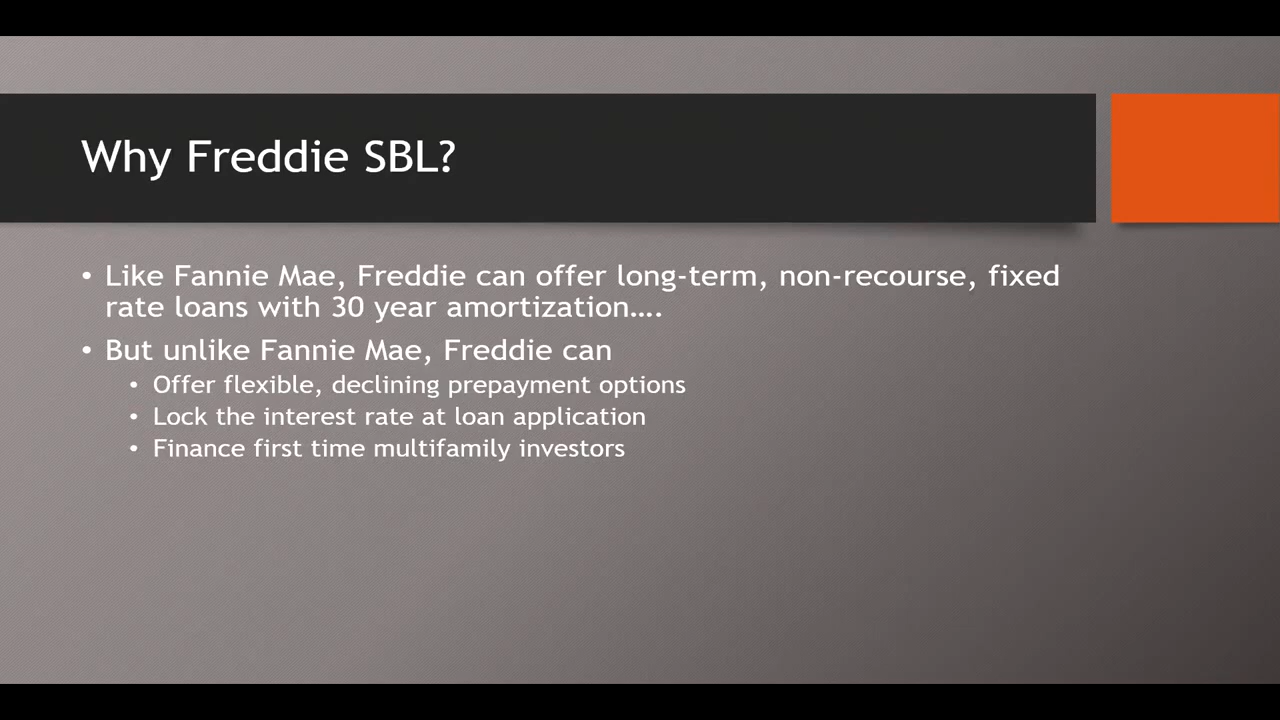 Why Freddie SBL?
• Like Fannie Mae, Freddie can offer long-term, non-recourse, fixed
rate loans with 30 year amortization....
• But unlike Fannie Mae, Freddie can
• Offer flexible, declining prepayment options
• Lock the interest rate at loan application
• Finance first time multifamily investors